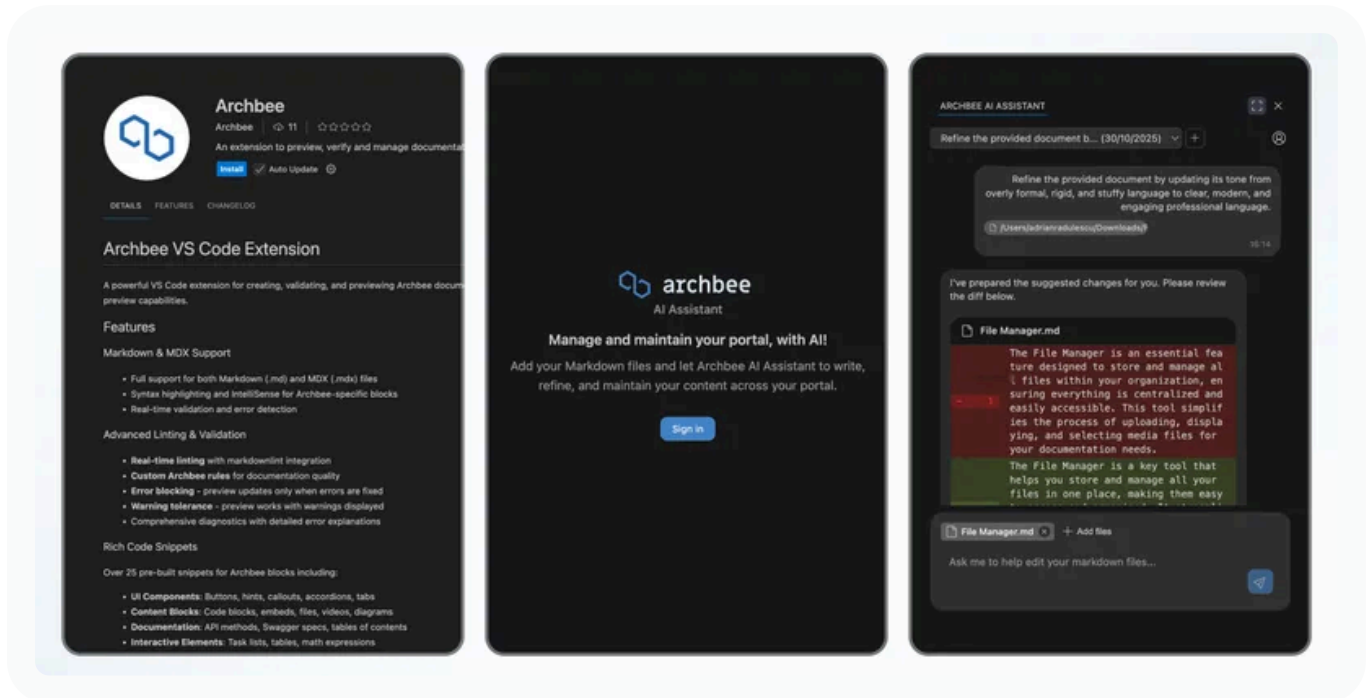 Archbee
Archbee 11
An extension to preview, verify and manage
Install Auto Update
DETAILS FEATURES CHANGELOG
Archbee VS Code Extension
A powerful VS Code extension for creating, validating, and previewing Archbee
preview capabilities.
Features
Markdown & MDX Support
• Full support for both Markdown (.md) and MDX (.mdx) files
• Syntax highlighting and IntelliSense for Archbee-specific blocks
• Real-time validation and error detection
Advanced Linting & Validation
• Real-time linting with markdownlint integration
• Custom Archbee rules for documentation quality
• Error blocking - preview updates only when errors are fixed
• Warning tolerance - preview works with warnings displayed
• Comprehensive diagnostics with detailed error explanations
Rich Code Snippets
Over 25 pre-built snippets for Archbee blocks including:
• UI Components: Buttons, hints, callouts, accordions, tabs
• Content Blocks: Code blocks, embeds, files, videos, diagrams
• Documentation: API methods, Swagger specs, tables of contents
• Interactive Elements: Task lists, tables, math expressions
archbee
AI Assistant
Manage and maintain your portal, with AI!
Add your Markdown files and let Archbee AI Assistant to write,
refine, and maintain your content across your portal.
Sign in
ARCHBEE AI ASSISTANT
Refine the provided document b... (30/10/2025)
Refine the provided document by updating its tone from
overly formal, rigid, and stuffy language to clear, modern, and
engaging professional language.
/Users/adrianradulescu/Downloads/
16:14
I've prepared the suggested changes for you. Please review
the diff below.
File Manager.md
The File Manager is an essential fea
ture designed to store and manage al
- 1 l files within your organization, en
suring everything is centralized and
easily accessible. This tool simplif
ies the process of uploading, displa
ying, and selecting media files for
your documentation needs.
The File Manager is a key tool that
helps you store and manage all your
files in one place, making them easy
File Manager.md Add files
Ask me to help edit your markdown files...